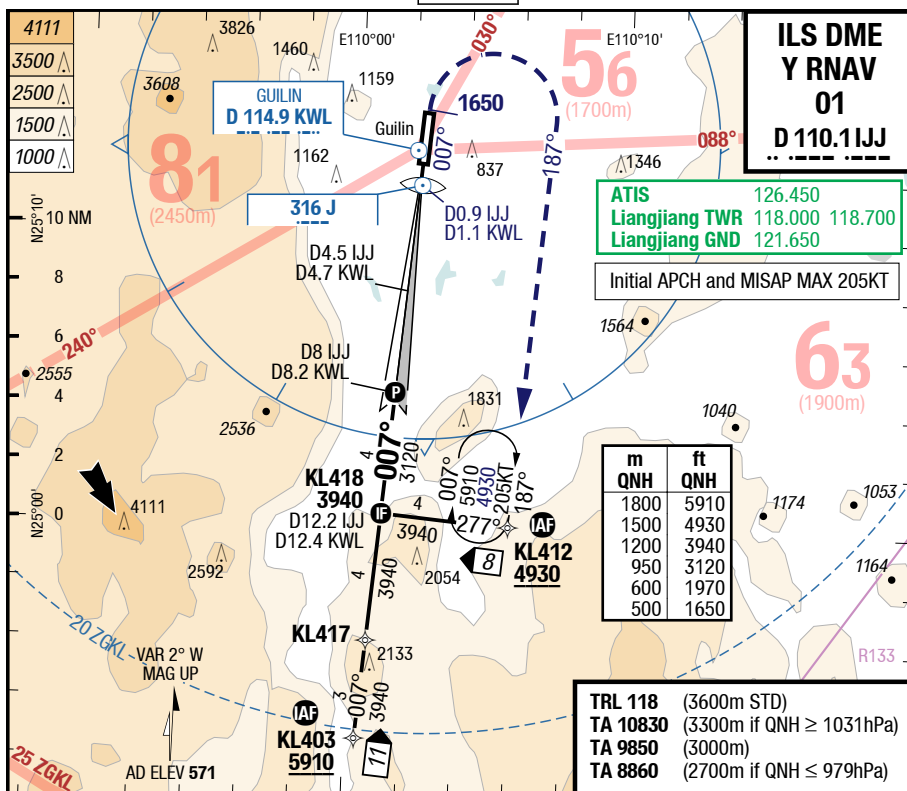 4111
3500
2500
1500
1000
3826
3608
1460
E110°00'
1159
030°
E110°10'
56
(1700m)
ILS DME
Y RNAV
01
D 110.1 IJJ
GUILIN
D 114.9 KWL
Guilin
1650
007°
187°
088°
81
(2450m)
1162
837
1346
316 J
D0.9 IJJ
D1.1 KWL
ATIS 126.450
Liangjiang TWR 118.000 118.700
Liangjiang GND 121.650
Initial APCH and MISAP MAX 205KT
N25°10'
10 NM
8
6
4
2
0
N25°00'
D4.5 IJJ
D4.7 KWL
1564
63
(1900m)
240°
2555
D8 IJJ
D8.2 KWL
P
1831
2536
1040
4
007°
3120
KL418
3940
D12.2 IJJ
D12.4 KWL
IF
4
3940
007°
5910
4930
205KT
187°
277°
IAF
KL412
4930
8
2054
4111
2592
m ft
QNH QNH
1800 5910
1500 4930
1200 3940
950 3120
600 1970
500 1650
1174
1053
1164
R133
4
3940
KL417
2133
20 ZGKL
VAR 2° W
MAG UP
3
007°
3940
IAF
KL403
5910
11
AD ELEV 571
25 ZGKL
TRL 118 (3600m STD)
TA 10830 (3300m if QNH ≥ 1031hPa)
TA 9850 (3000m)
TA 8860 (2700m if QNH ≤ 979hPa)